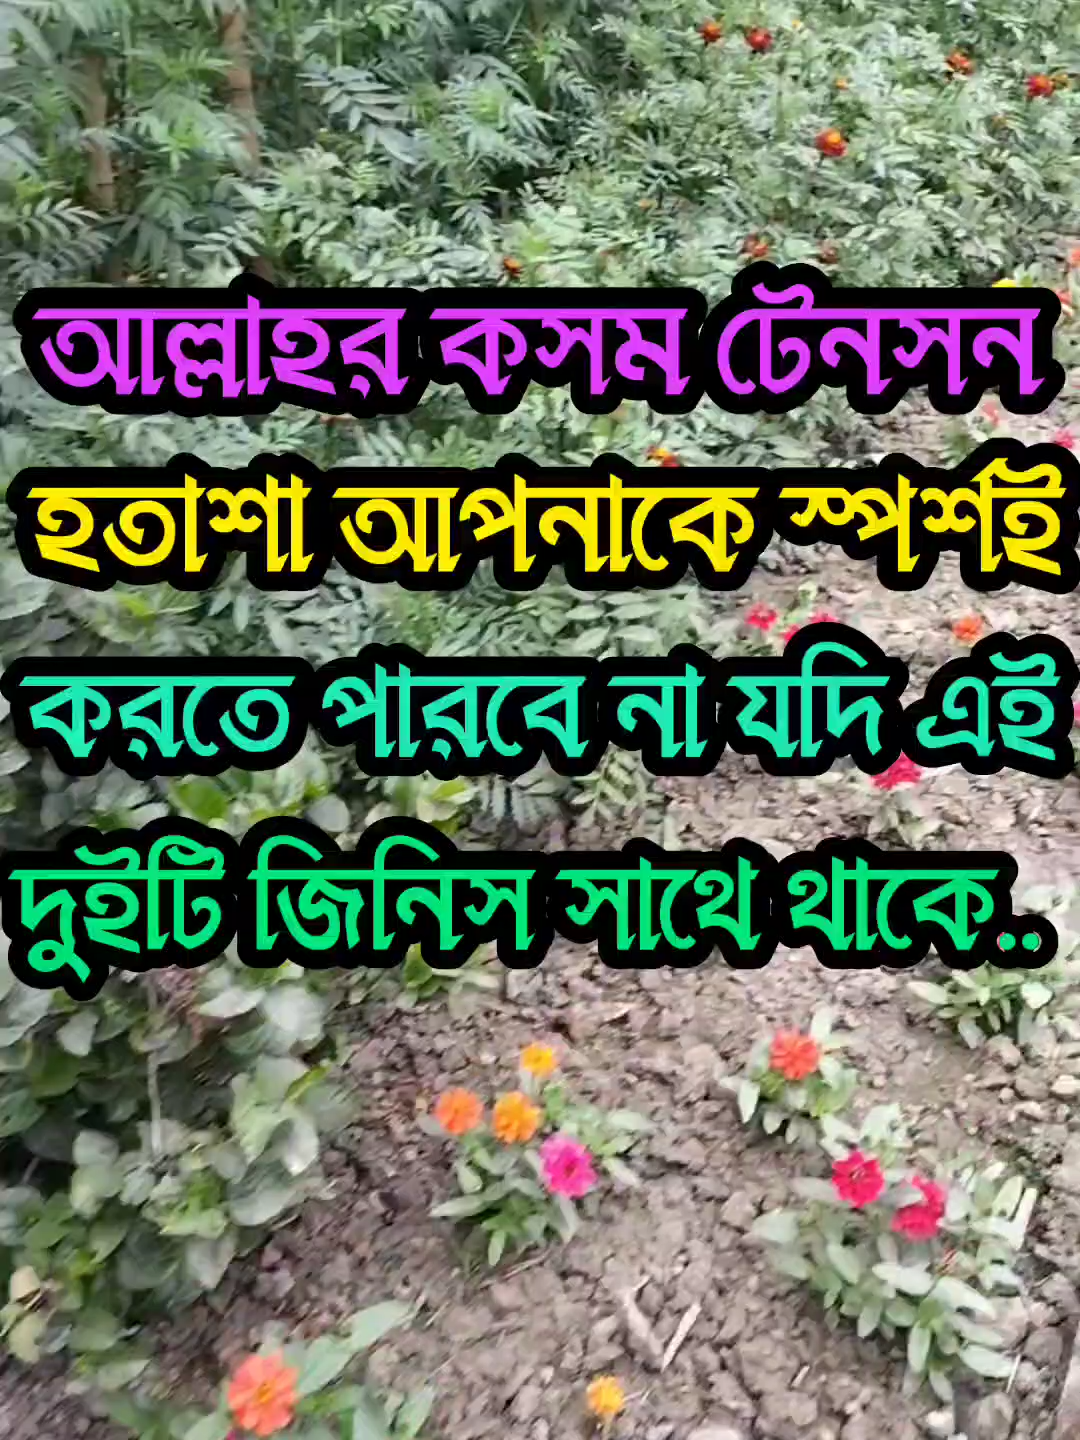 আল্লাহর কসম টেনসন
হতাশা আপনাকে স্পর্শই
করতে পারবে না যদি এই
দুইটি জিনিস সাথে থাকে..